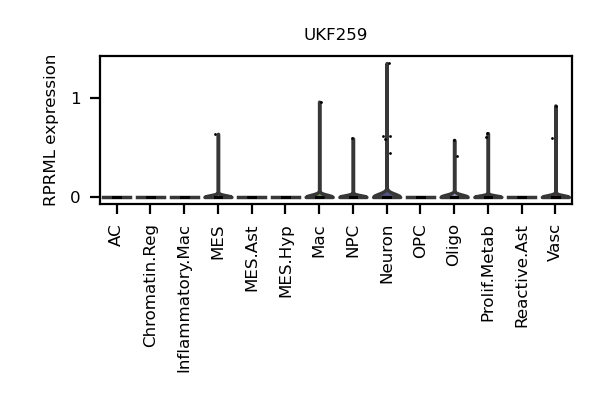 UKF259
RPRML expression
1
0
AC
Chromatin.Reg
Inflammatory.Mac
MES
MES.Ast
MES.Hyp
Mac
NPC
Neuron
OPC
Oligo
Prolif.Metab
Reactive.Ast
Vasc